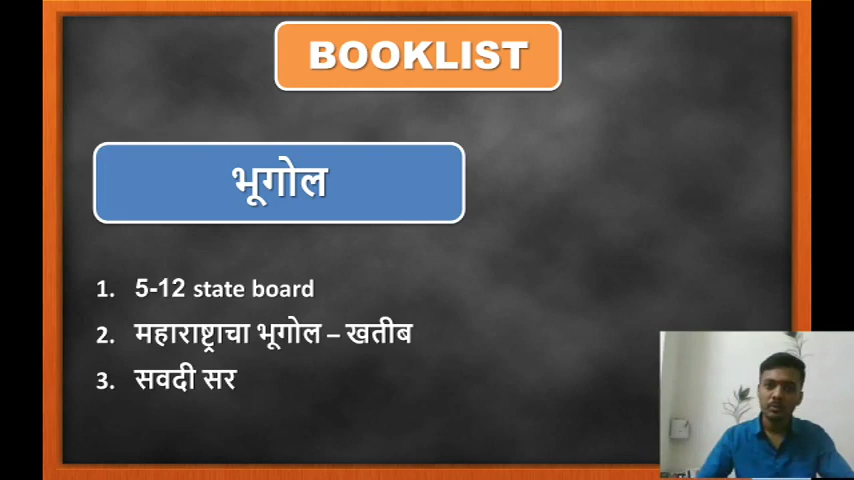 BOOKLIST
भूगोल
1. 5-12 state board
2. महाराष्ट्राचा भूगोल – खतीब
3. सवदी सर